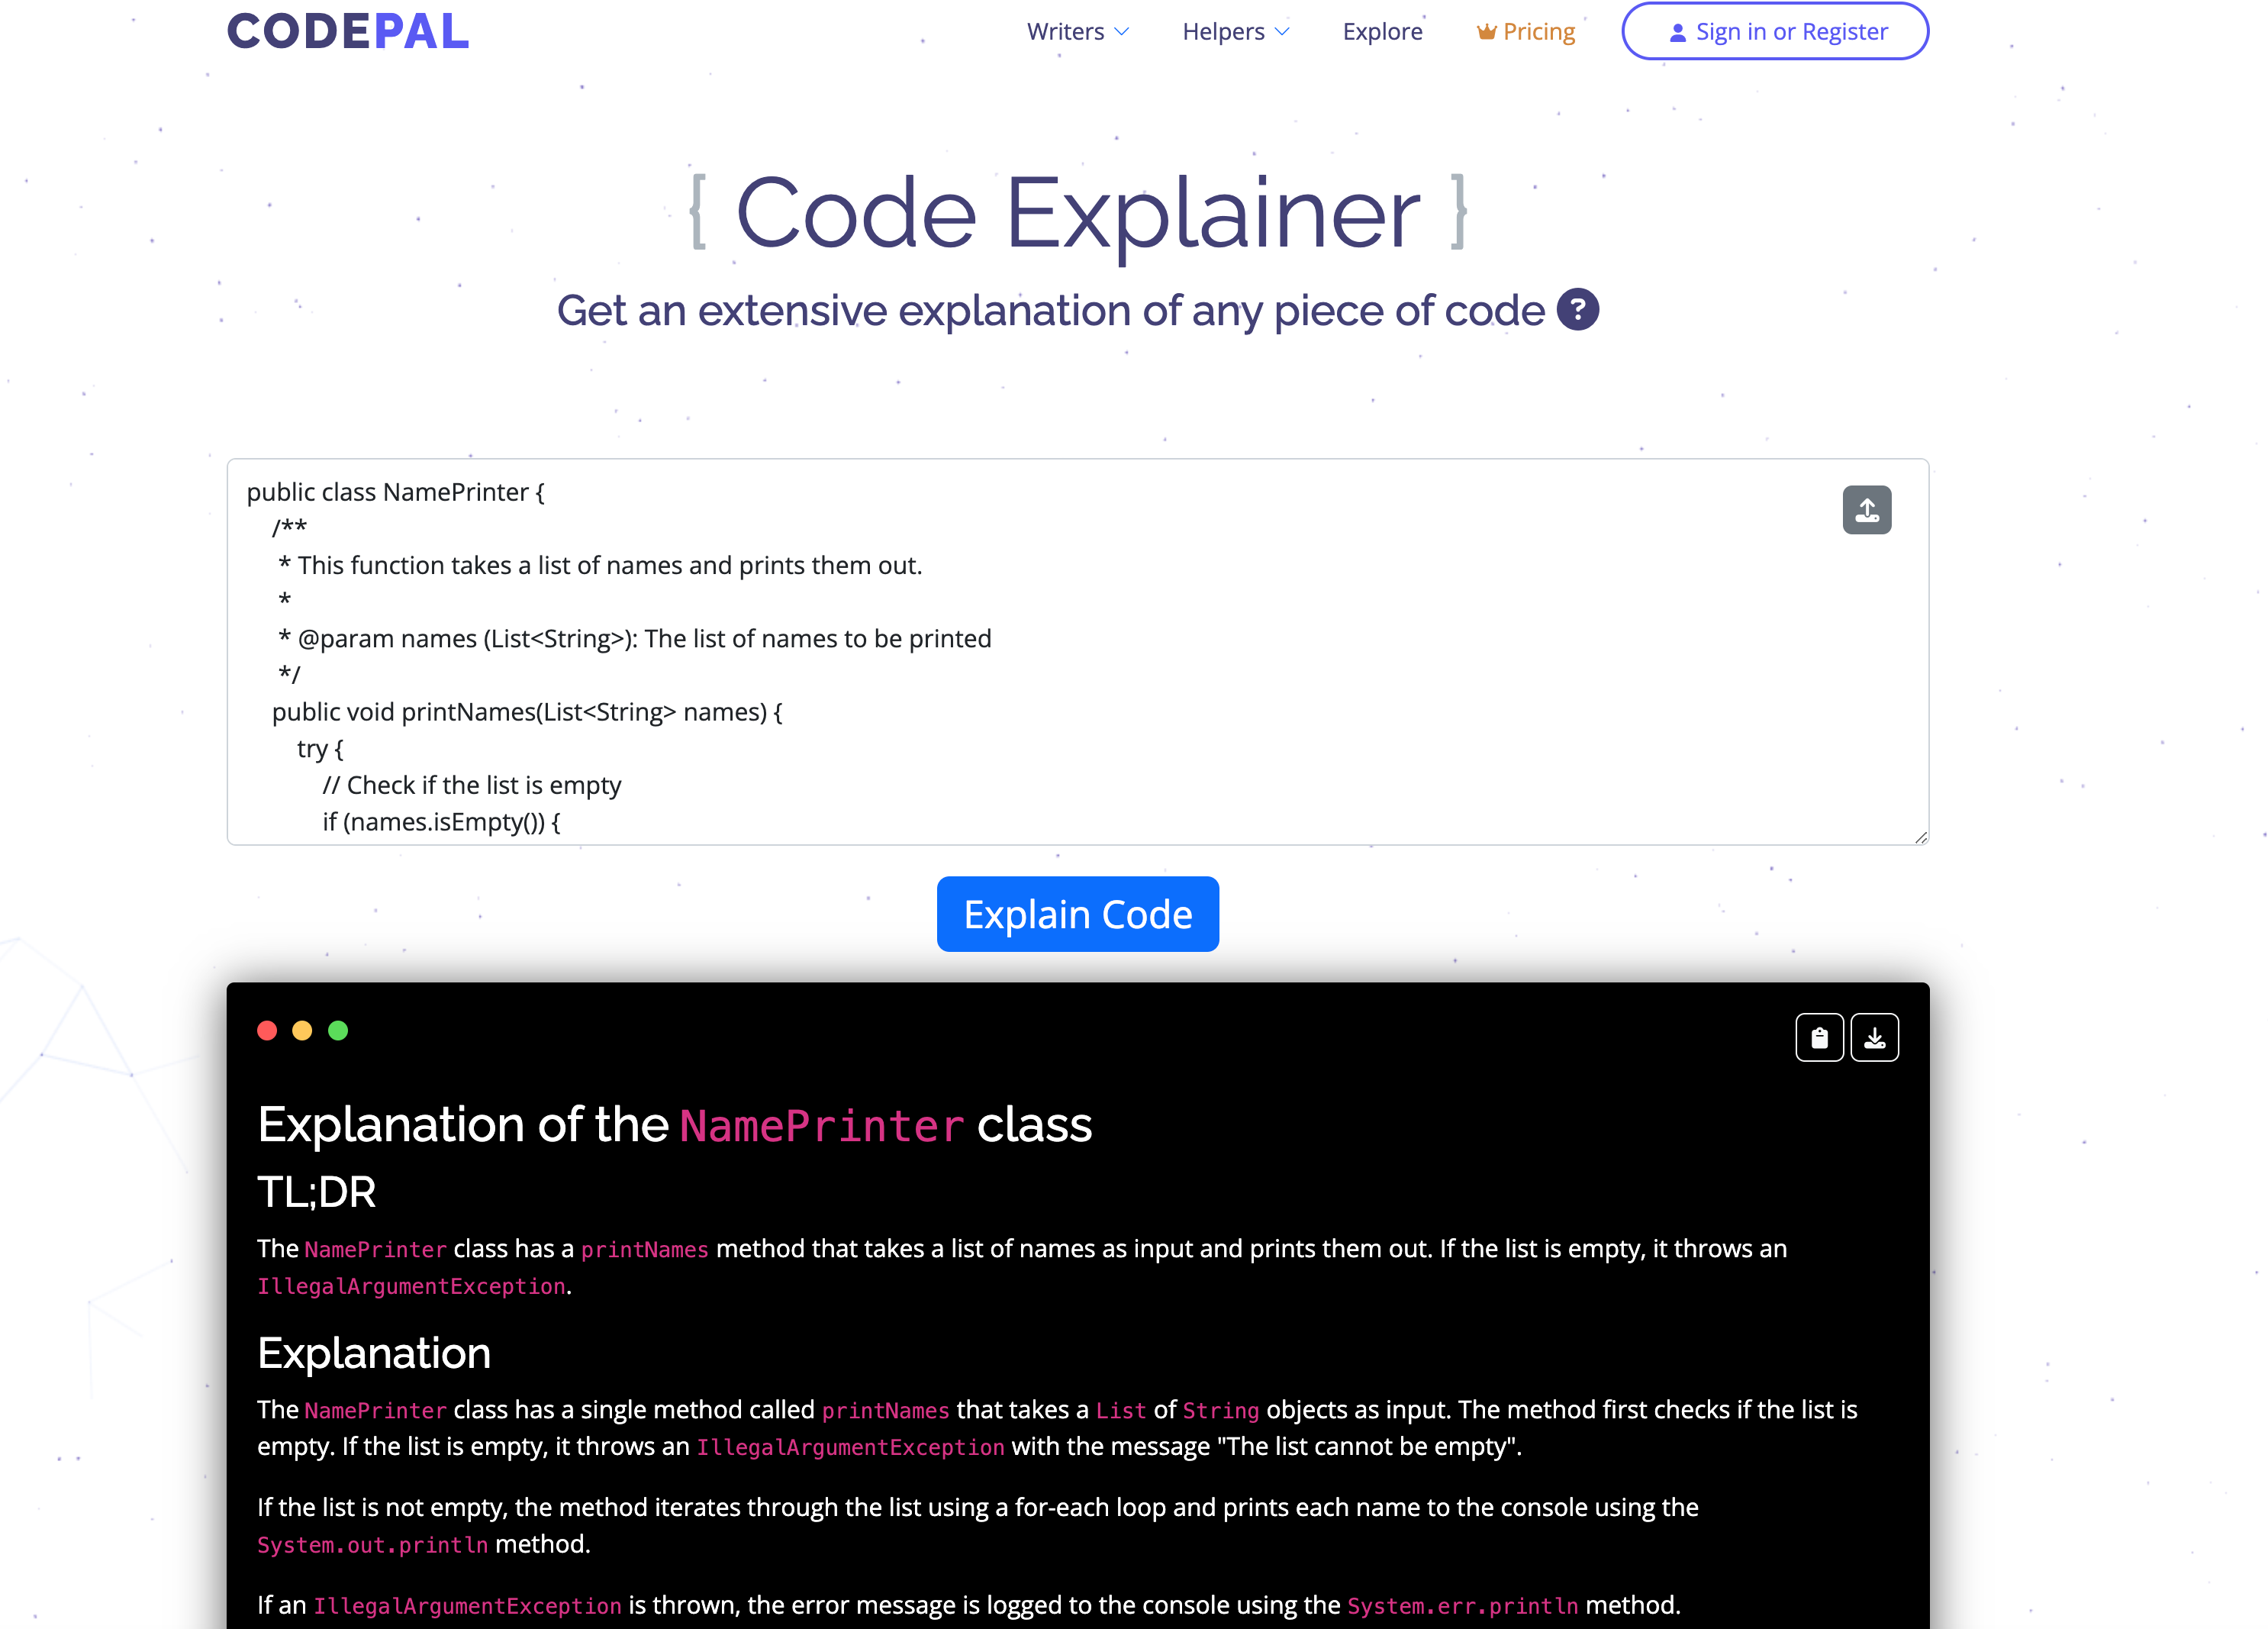 CODEPAL
Writers Helpers Explore Pricing Sign in or Register
{ Code Explainer }
Get an extensive explanation of any piece of code ?
public class NamePrinter {
/**
* This function takes a list of names and prints them out.
*
* @param names (List<String>): The list of names to be printed
*/
public void printNames(List<String> names) {
try {
// Check if the list is empty
if (names.isEmpty()) {
Explain Code
Explanation of the NamePrinter class
TL;DR
The NamePrinter class has a printNames method that takes a list of names as input and prints them out. If the list is empty, it throws an
IllegalArgumentException.
Explanation
The NamePrinter class has a single method called printNames that takes a List of String objects as input. The method first checks if the list is
empty. If the list is empty, it throws an IllegalArgumentException with the message "The list cannot be empty".
If the list is not empty, the method iterates through the list using a for-each loop and prints each name to the console using the
System.out.println method.
If an IllegalArgumentException is thrown, the error message is logged to the console using the System.err.println method.